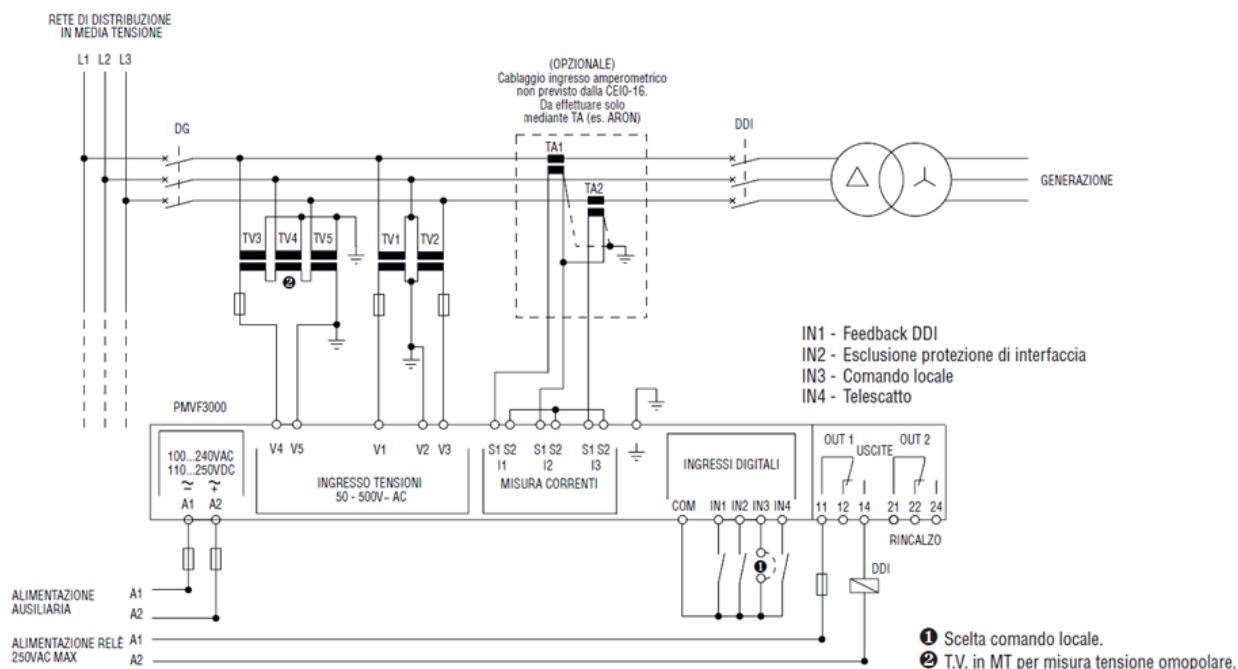 RETE DI DISTRIBUZIONE
IN MEDIA TENSIONE
L1 L2 L3
(OPZIONALE)
Cablaggio ingresso amperometrico
non previsto dalla CEI0-16.
Da effettuare solo
mediante TA (es. ARON)
DG
DDI
TA1
TA2
GENERAZIONE
TV3 TV4 TV5 TV1 TV2
❷
IN1 - Feedback DDI
IN2 - Esclusione protezione di interfaccia
IN3 - Comando locale
IN4 - Telescatto
PMVF3000
100...240VAC
110...250VDC
~ ~
– +
A1 A2
V4 V5 V1 V2 V3
INGRESSO TENSIONI
50 - 500V~ AC
S1 S2 S1 S2 S1 S2
I1 I2 I3
MISURA CORRENTI
INGRESSI DIGITALI
COM IN1 IN2 IN3 IN4
OUT 1 OUT 2
USCITE
11 12 14 21 22 24
RINCALZO
❶
DDI
ALIMENTAZIONE
AUSILIARIA
A1
A2
ALIMENTAZIONE RELÈ
250VAC MAX
A1
A2
❶ Scelta comando locale.
❷ T.V. in MT per misura tensione omopolare.